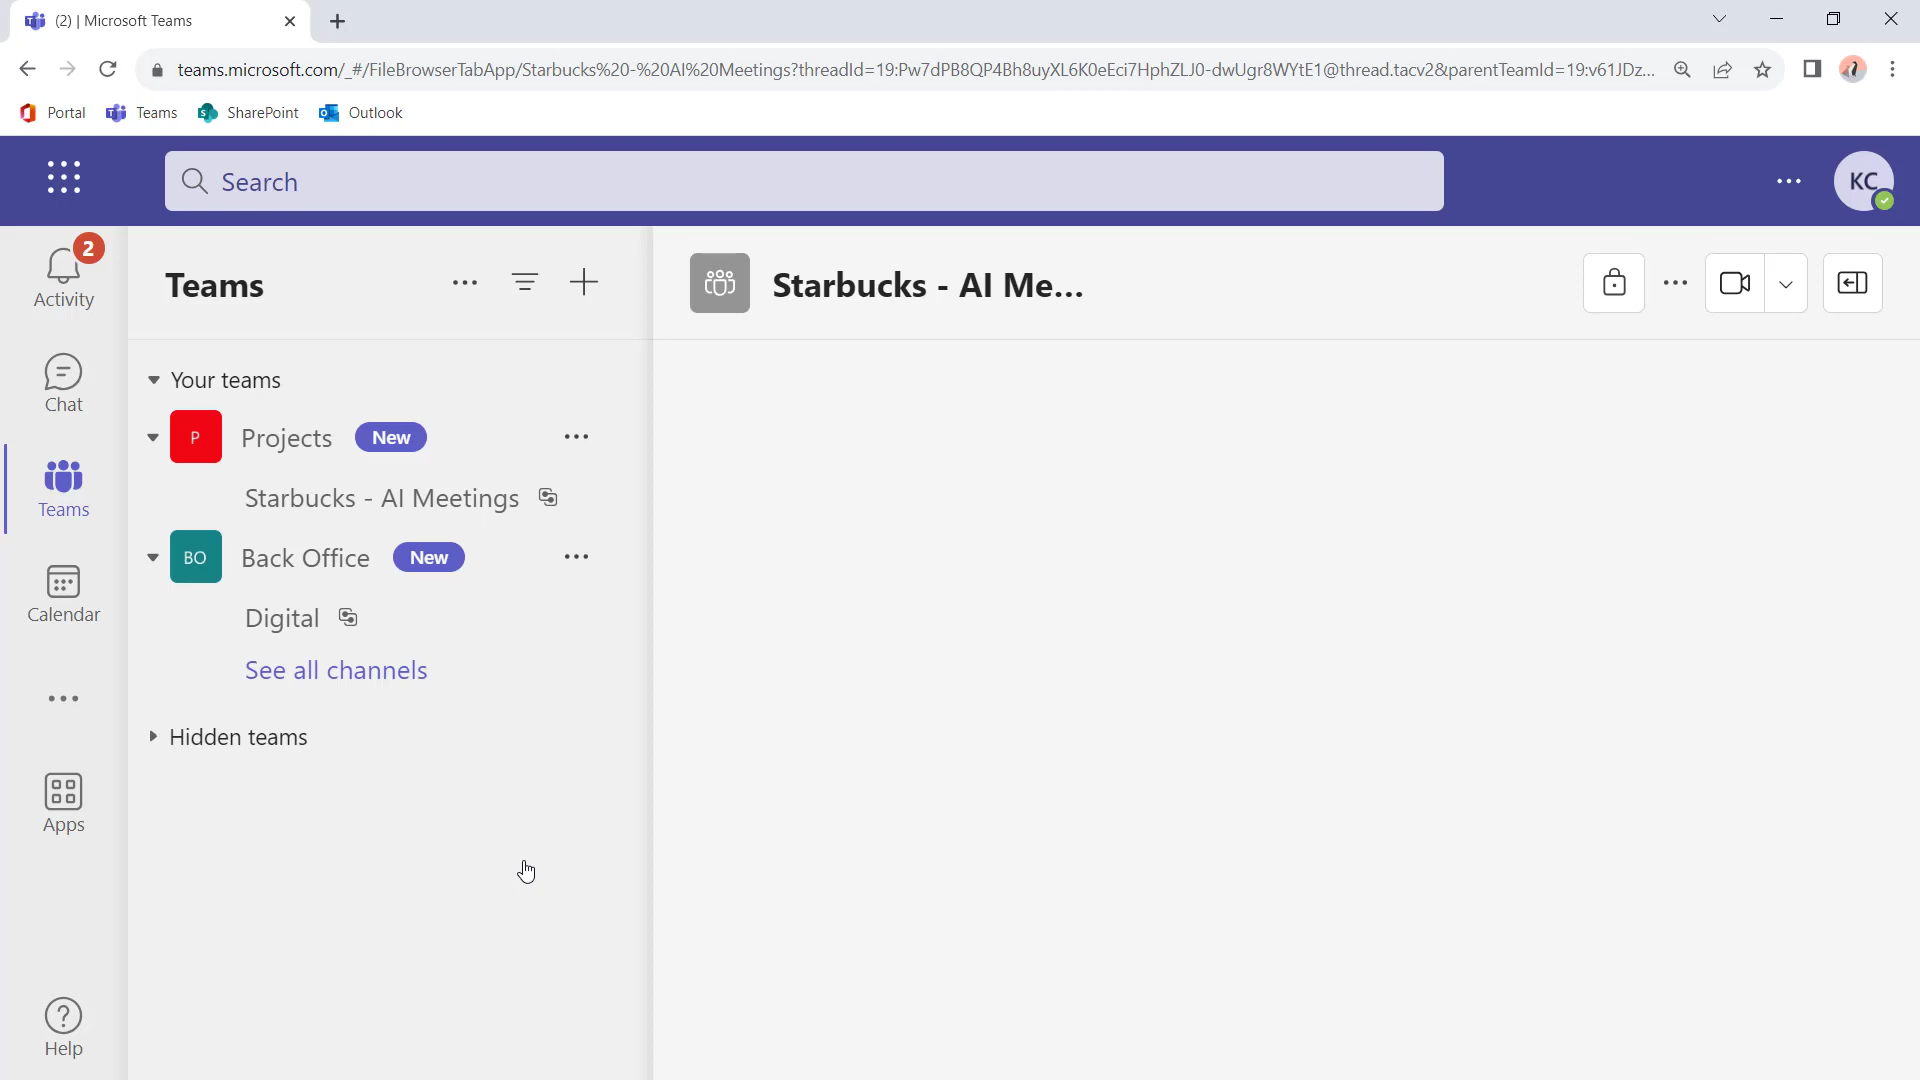 (2) | Microsoft Teams
teams.microsoft.com/_#/FileBrowserTabApp/Starbucks%20-%20AI%20Meetings?threadId=19:Pw7dPB8QP4Bh8uyXL6K0eEci7HphZLJ0-dwUgr8WYtE1@thread.tacv2&parentTeamId=19:v61JDz...
Portal Teams SharePoint Outlook
Search
KC
2
Activity
Chat
Teams
Calendar
Apps
Help
Teams
Your teams
P Projects New
Starbucks - AI Meetings
BO Back Office New
Digital
See all channels
Hidden teams
Starbucks - AI Me...